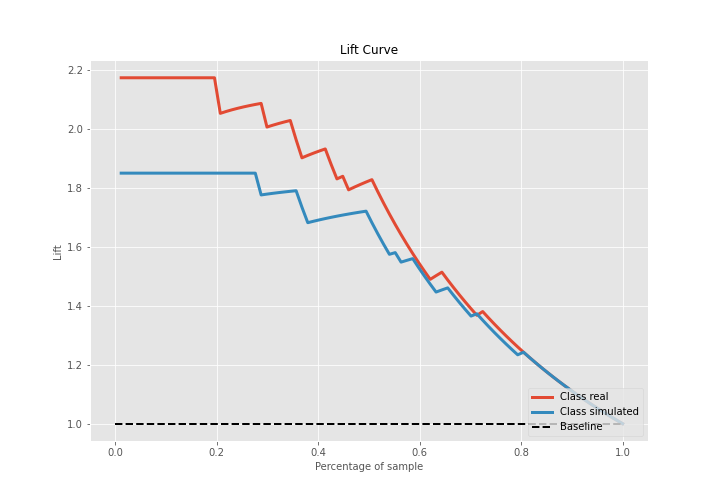 Lift Curve
2.2
2.0
1.8
1.6
1.4
1.2
1.0
Lift
0.0 0.2 0.4 0.6 0.8 1.0
Percentage of sample
Class real
Class simulated
Baseline